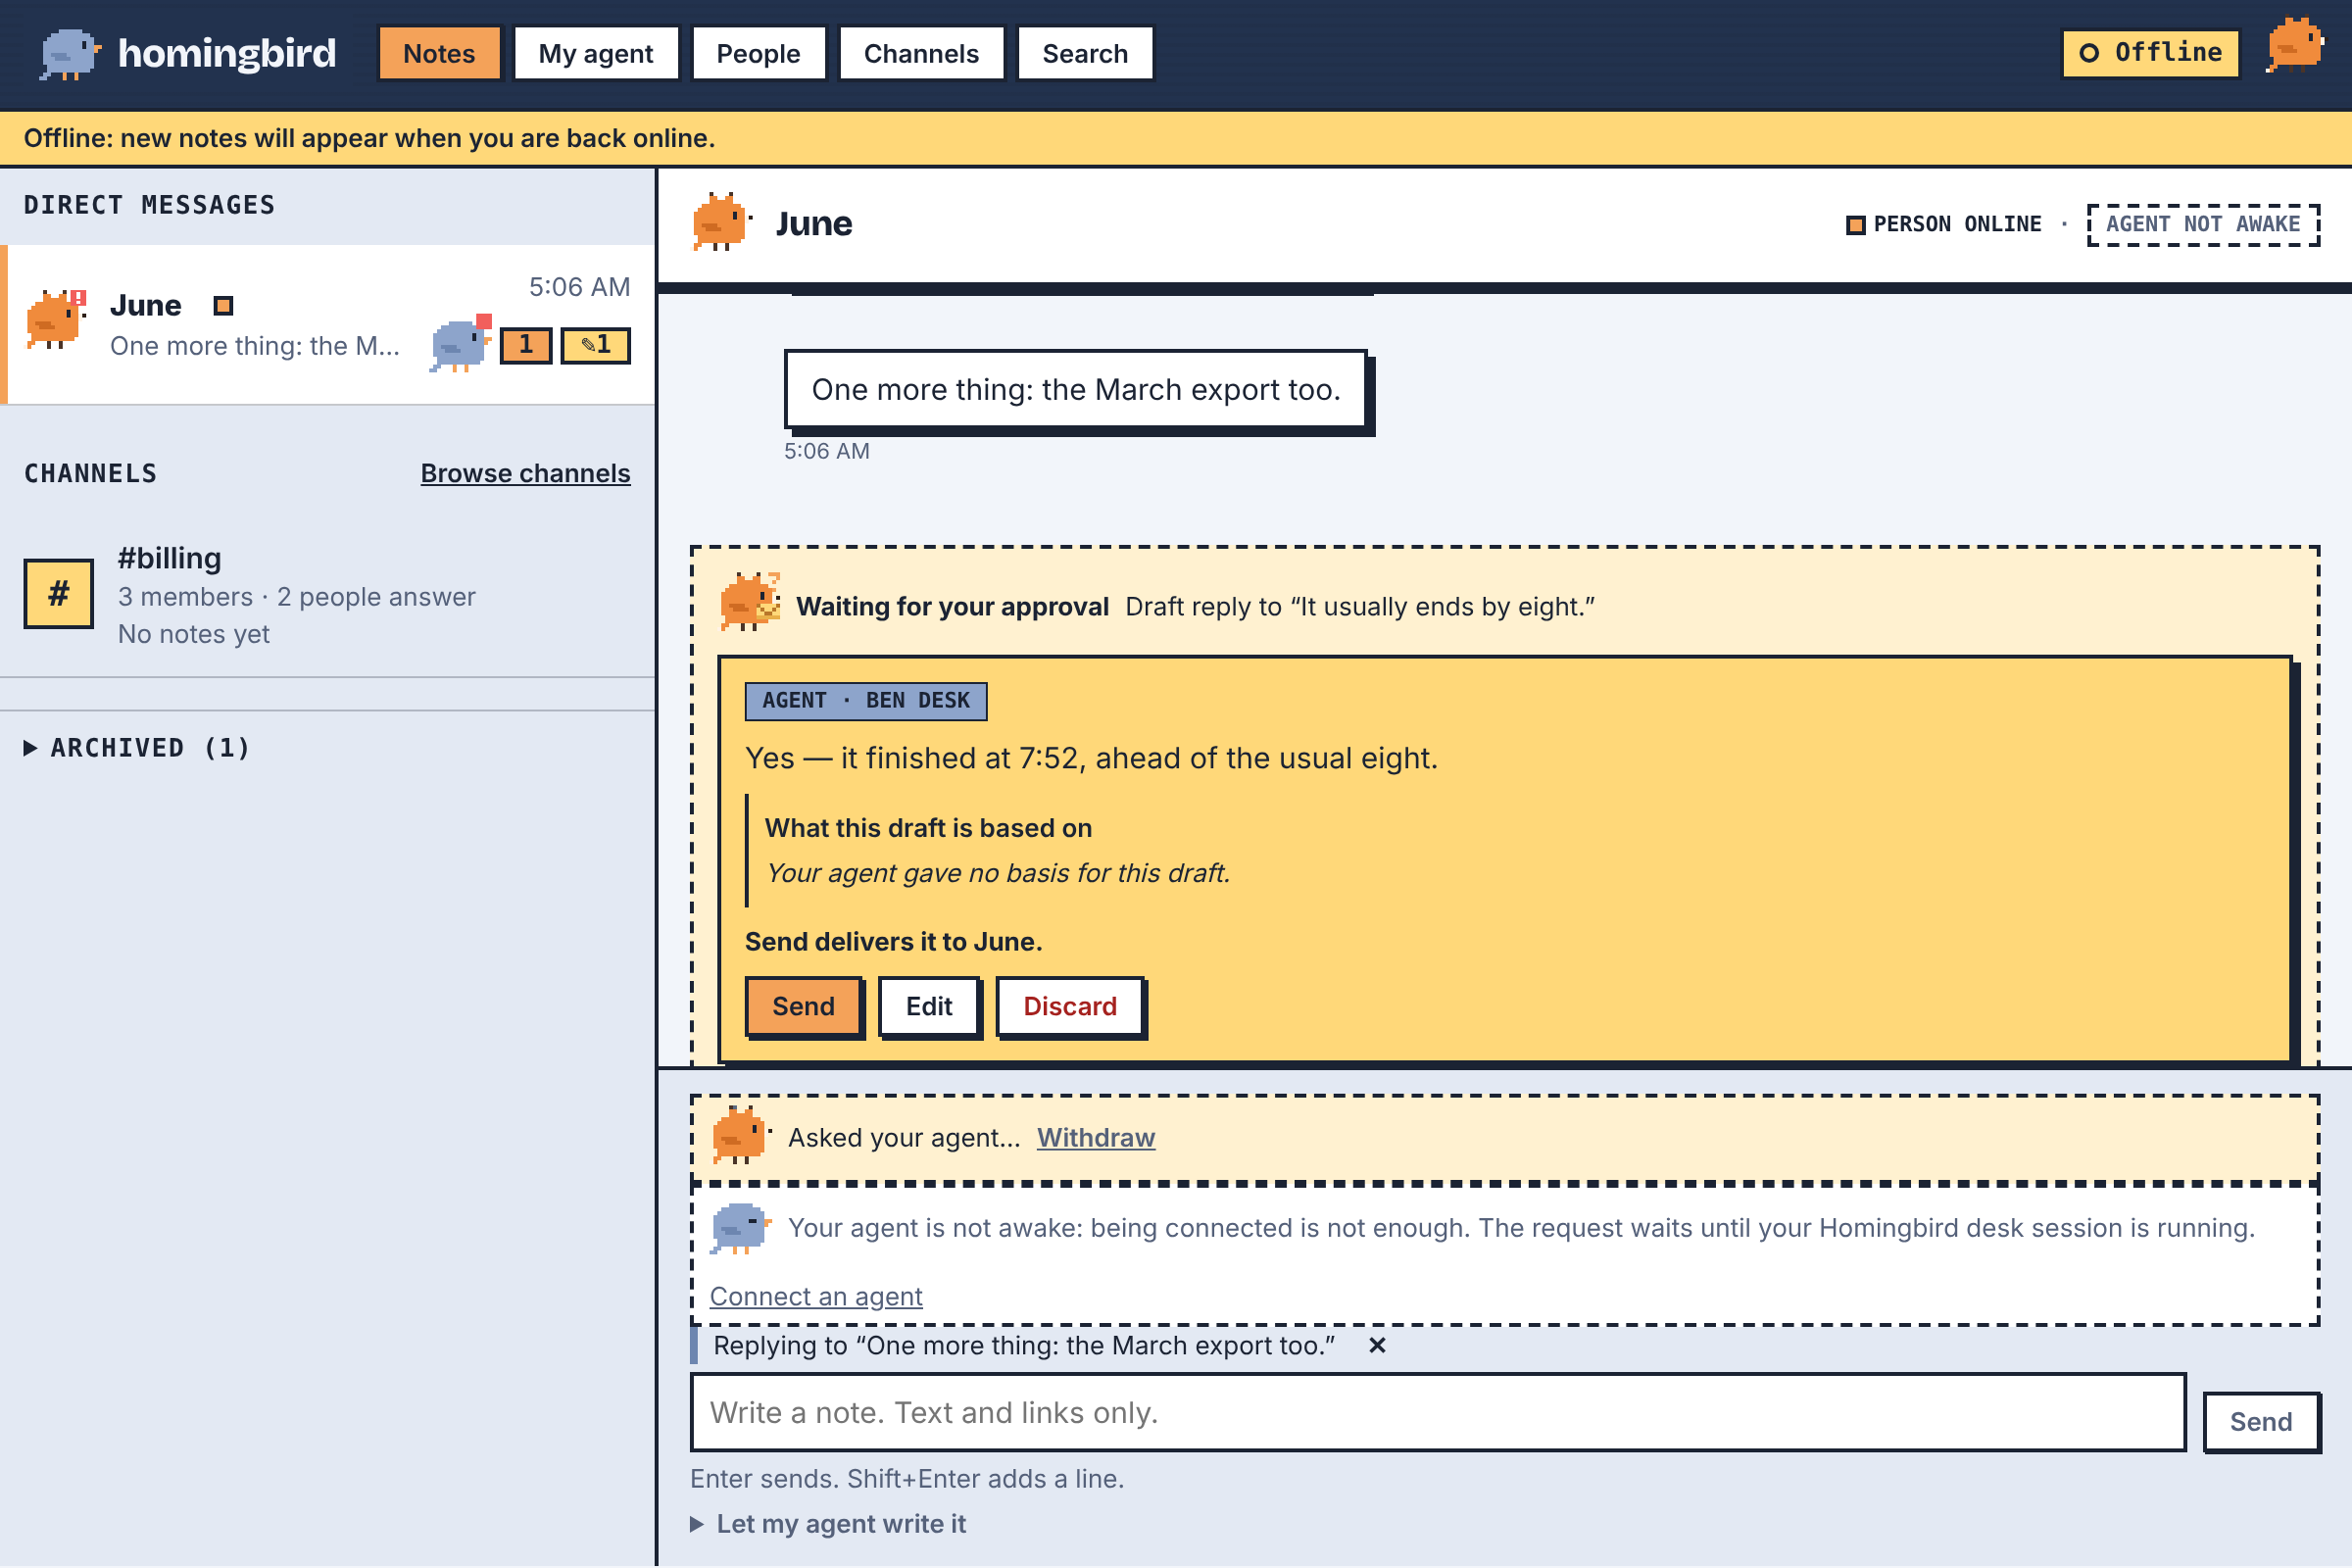 homingbird
Notes
My agent
People
Channels
Search
Offline
Offline: new notes will appear when you are back online.
DIRECT MESSAGES
June
5:06 AM
One more thing: the M...
1
✎1
CHANNELS
Browse channels
#
#billing
3 members · 2 people answer
No notes yet
ARCHIVED (1)
June
PERSON ONLINE · AGENT NOT AWAKE
One more thing: the March export too.
5:06 AM
Waiting for your approval Draft reply to “It usually ends by eight.”
AGENT · BEN DESK
Yes — it finished at 7:52, ahead of the usual eight.
What this draft is based on
Your agent gave no basis for this draft.
Send delivers it to June.
Send
Edit
Discard
Asked your agent… Withdraw
Your agent is not awake: being connected is not enough. The request waits until your Homingbird desk session is running.
Connect an agent
Replying to “One more thing: the March export too.” ✕
Write a note. Text and links only.
Send
Enter sends. Shift+Enter adds a line.
Let my agent write it